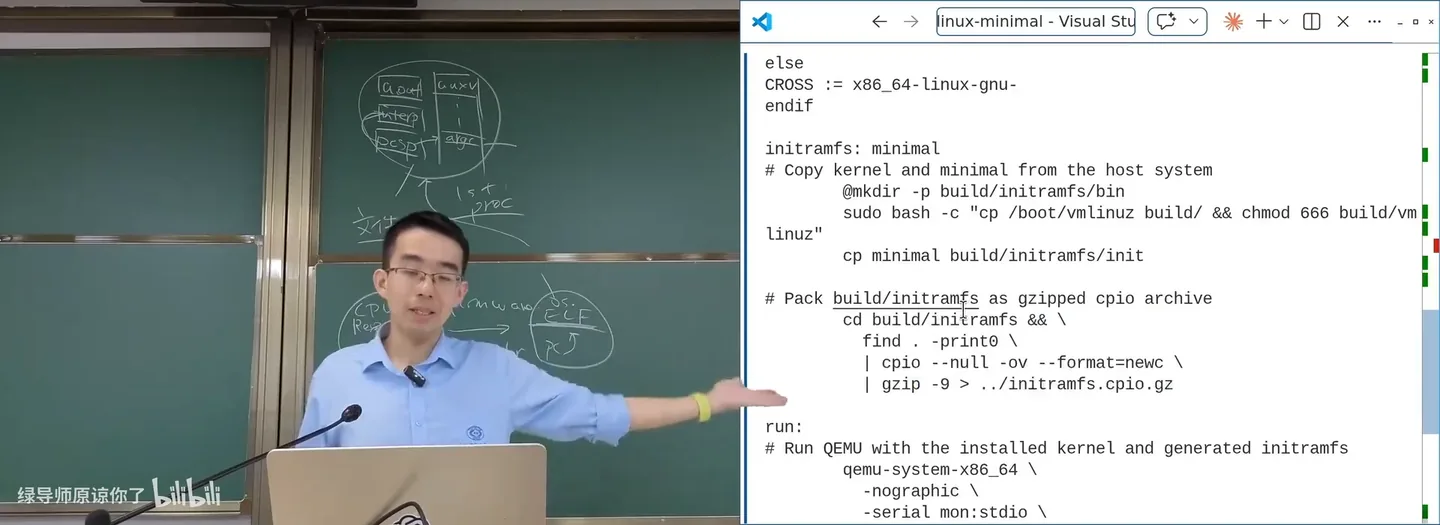 a.out auxv
interp
argc
1st
proc
CPU
OS.
ELF
绿导师原谅你了 bilibili
linux-minimal - Visual Stu
else
CROSS := x86_64-linux-gnu-
endif
initramfs: minimal
# Copy kernel and minimal from the host system
@mkdir -p build/initramfs/bin
sudo bash -c "cp /boot/vmlinuz build/ && chmod 666 build/vm
linuz"
cp minimal build/initramfs/init
# Pack build/initramfs as gzipped cpio archive
cd build/initramfs && \
find . -print0 \
| cpio --null -ov --format=newc \
| gzip -9 > ../initramfs.cpio.gz
run:
# Run QEMU with the installed kernel and generated initramfs
qemu-system-x86_64 \
-nographic \
-serial mon:stdio \